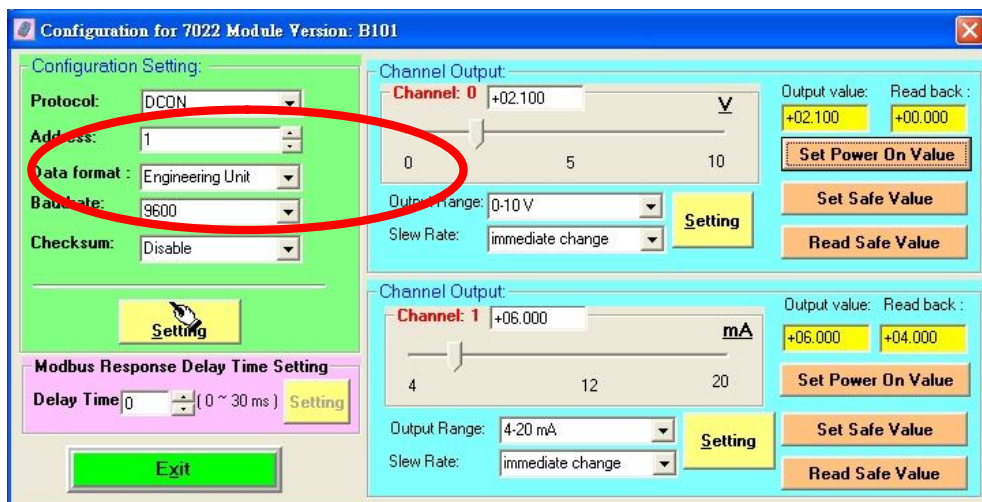 Configuration for 7022 Module Version: B101
Configuration Setting:
Protocol: DCON
Address: 1
Data format : Engineering Unit
Baudrate: 9600
Checksum: Disable
Setting
Modbus Response Delay Time Setting
Delay Time 0 ( 0 ~ 30 ms ) Setting
Exit
Channel Output:
Channel: 0 +02.100 V
0 5 10
Output Range: 0-10 V
Slew Rate: immediate change
Setting
Output value: Read back :
+02.100 +00.000
Set Power On Value
Set Safe Value
Read Safe Value
Channel Output:
Channel: 1 +06.000 mA
4 12 20
Output Range: 4-20 mA
Slew Rate: immediate change
Setting
Output value: Read back :
+06.000 +04.000
Set Power On Value
Set Safe Value
Read Safe Value